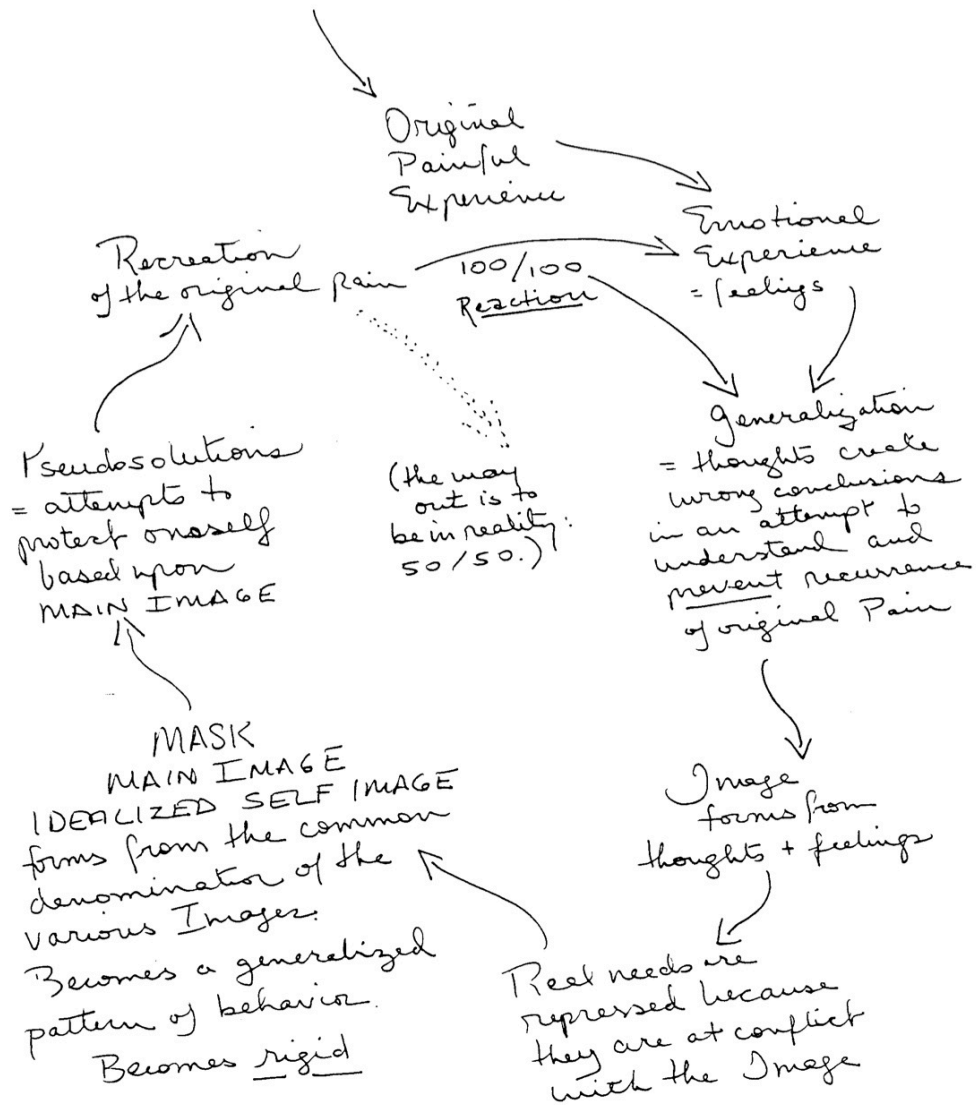 Original
Painful
Experience
Emotional
Experience
= feelings
Recreation
of the original pain
100/100
Reaction
Generalization
= thoughts create
wrong conclusions
in an attempt to
understand and
prevent recurrence
of original Pain
(the way
out is to
be in reality:
50/50.)
Pseudosolutions
= attempts to
protect oneself
based upon
MAIN IMAGE
Image
forms from
thoughts + feelings
MASK
MAIN IMAGE
IDEALIZED SELF IMAGE
forms from the common
denominator of the
various Images.
Becomes a generalized
pattern of behavior.
Becomes rigid
Real needs are
repressed because
they are at conflict
with the Image